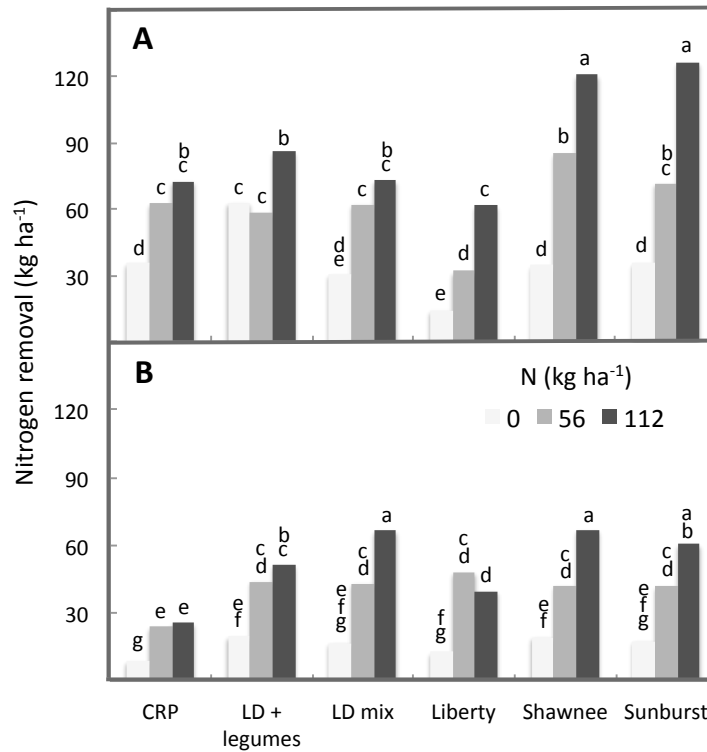 Nitrogen removal (kg ha⁻¹)
A
120
90
60
30
d
c
b
c
c
c
b
d
e
c
b
c
e
d
c
d
b
a
d
b
c
a
B
N (kg ha⁻¹)
0 56 112
120
90
60
30
g
e
e
e
f
c
d
b
c
e
f
g
c
d
a
f
g
c
d
d
e
f
c
d
a
e
f
g
c
d
a
b
CRP
LD +
legumes
LD mix
Liberty
Shawnee
Sunburst